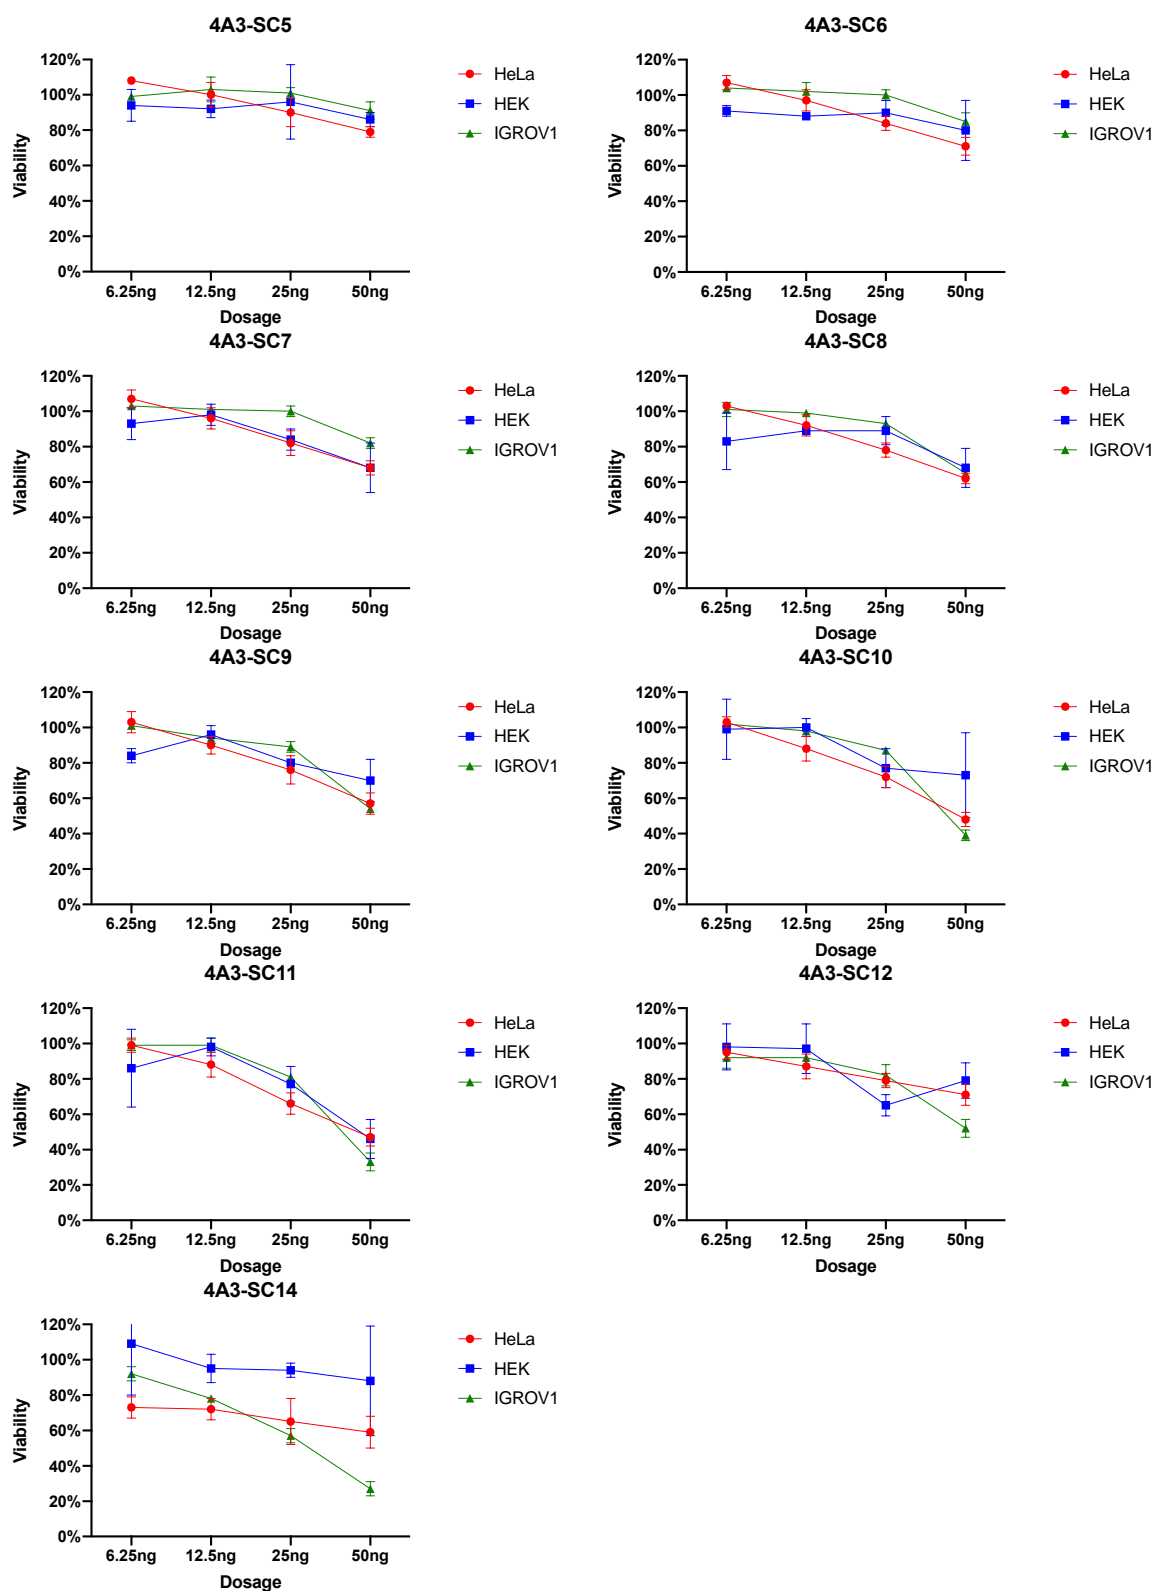 4A3-SC5
120%
100%
80%
60%
40%
20%
0%
Viability
6.25ng 12.5ng 25ng 50ng
Dosage
HeLa
HEK
IGROV1
4A3-SC6
120%
100%
80%
60%
40%
20%
0%
Viability
6.25ng 12.5ng 25ng 50ng
Dosage
HeLa
HEK
IGROV1
4A3-SC7
120%
100%
80%
60%
40%
20%
0%
Viability
6.25ng 12.5ng 25ng 50ng
Dosage
HeLa
HEK
IGROV1
4A3-SC8
120%
100%
80%
60%
40%
20%
0%
Viability
6.25ng 12.5ng 25ng 50ng
Dosage
HeLa
HEK
IGROV1
4A3-SC9
120%
100%
80%
60%
40%
20%
0%
Viability
6.25ng 12.5ng 25ng 50ng
Dosage
HeLa
HEK
IGROV1
4A3-SC10
120%
100%
80%
60%
40%
20%
0%
Viability
6.25ng 12.5ng 25ng 50ng
Dosage
HeLa
HEK
IGROV1
4A3-SC11
120%
100%
80%
60%
40%
20%
0%
Viability
6.25ng 12.5ng 25ng 50ng
Dosage
HeLa
HEK
IGROV1
4A3-SC12
120%
100%
80%
60%
40%
20%
0%
Viability
6.25ng 12.5ng 25ng 50ng
Dosage
HeLa
HEK
IGROV1
4A3-SC14
120%
100%
80%
60%
40%
20%
0%
Viability
6.25ng 12.5ng 25ng 50ng
Dosage
HeLa
HEK
IGROV1